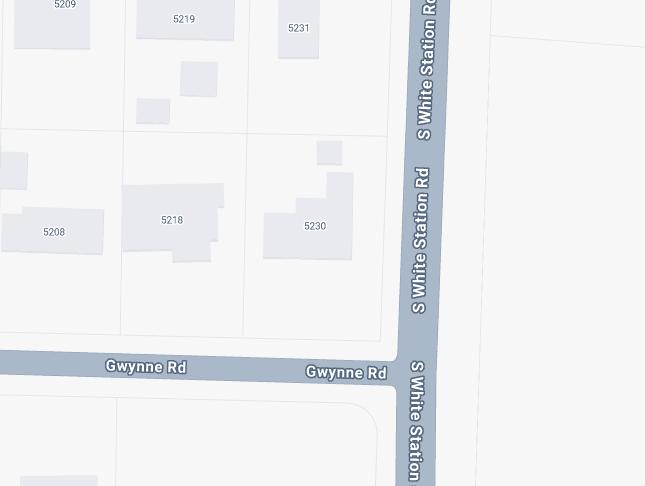 5209
5219
5231
S White Station Rd
S White Station Rd
5208
5218
5230
Gwynne Rd
Gwynne Rd
S White Station